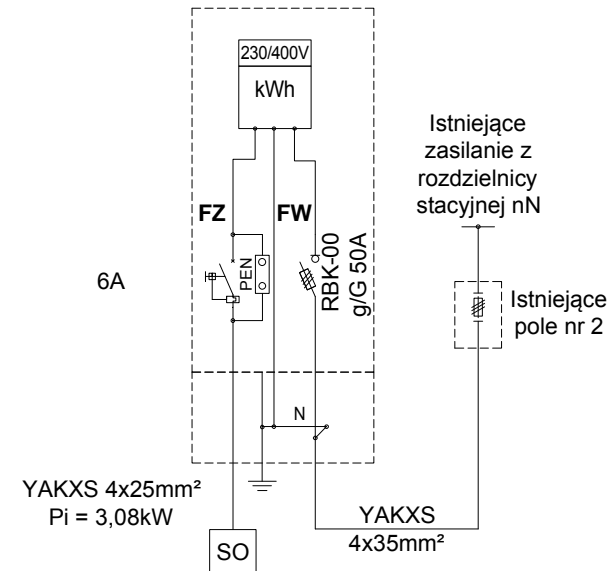 230/400V
kWh
Istniejące
zasilanie z
rozdzielnicy
stacyjnej nN
FZ
FW
PEN
RBK-00
g/G 50A
6A
Istniejące
pole nr 2
N
YAKXS 4x25mm²
Pi = 3,08kW
YAKXS
4x35mm²
SO